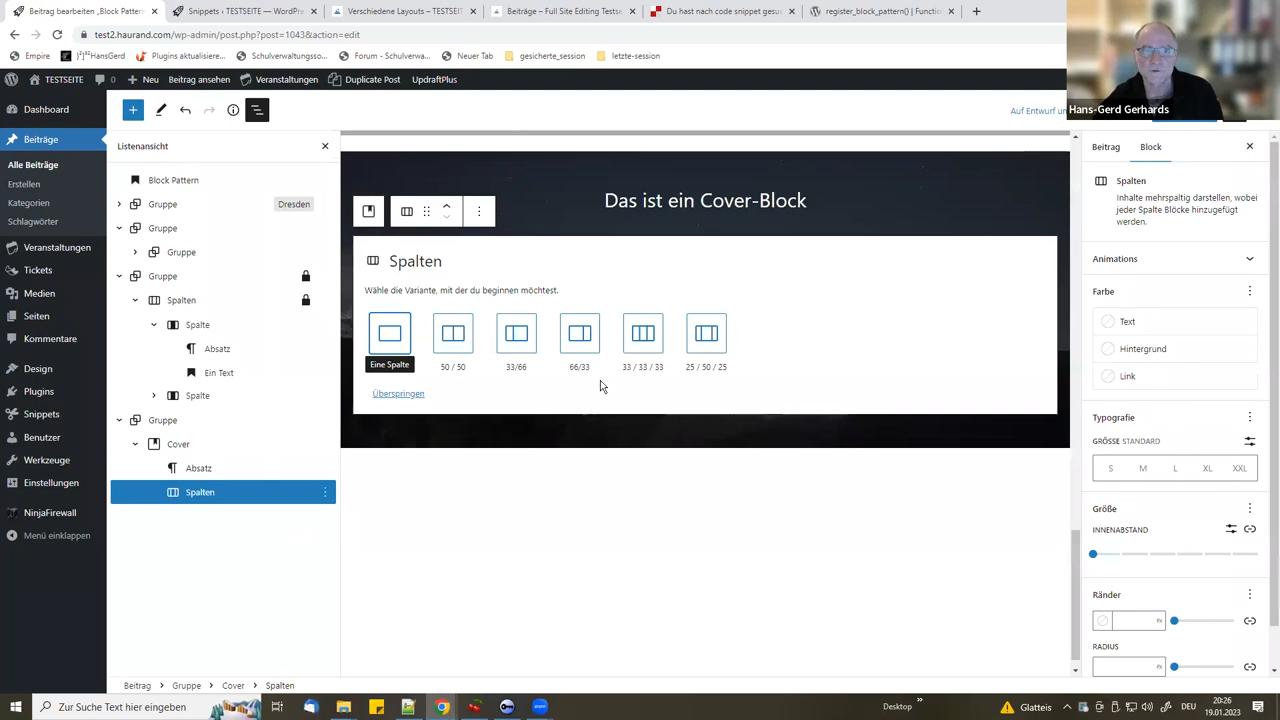 Beitrag bearbeiten „Block Patter
Snippets ‹ TESTSEITE — WordPre
Verschiedene Layouts – TESTSEIT
Beiträge – Full Site Editing Testse
Du hast nach code snippet gesuc
register_block_pattern() | Functio
test2.haurand.com/wp-admin/post.php?post=1043&action=edit
Empire
)'|²HansGerd
Plugins aktualisiere...
Schulverwaltungsso...
Forum - Schulverwa...
Neuer Tab
gesicherte_session
letzte-session
TESTSEITE
0
Neu
Beitrag ansehen
Veranstaltungen
Duplicate Post
UpdraftPlus
Hans-Gerd Gerhards
Auf Entwurf un
Dashboard
Beiträge
Alle Beiträge
Erstellen
Kategorien
Schlagwörter
Veranstaltungen
Tickets
Medien
Seiten
Kommentare
Design
Plugins
Snippets
Benutzer
Werkzeuge
Einstellungen
NinjaFirewall
Menü einklappen
Listenansicht
Block Pattern
Gruppe
Dresden
Gruppe
Gruppe
Gruppe
Spalten
Spalte
Absatz
Ein Text
Spalte
Gruppe
Cover
Absatz
Spalten
Das ist ein Cover-Block
Spalten
Wähle die Variante, mit der du beginnen möchtest.
Eine Spalte
50 / 50
33/66
66/33
33 / 33 / 33
25 / 50 / 25
Überspringen
Beitrag
Block
Spalten
Inhalte mehrspaltig darstellen, wobei
jeder Spalte Blöcke hinzugefügt
werden.
Animations
Farbe
Text
Hintergrund
Link
Typografie
GRÖSSE STANDARD
S
M
L
XL
XXL
Größe
INNENABSTAND
Ränder
PX
RADIUS
PX
Beitrag
Gruppe
Cover
Spalten
Zur Suche Text hier eingeben
zoom
Desktop
Glatteis
DEU
20:26
19.01.2023